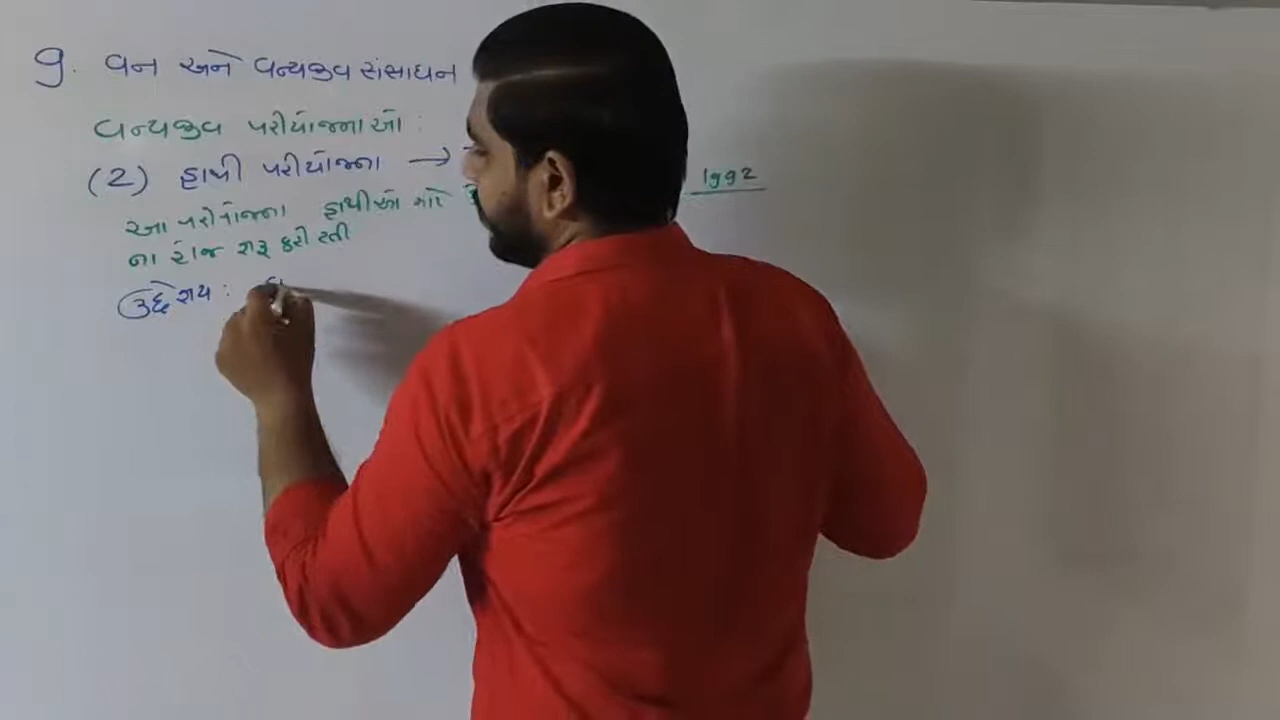 9. વન અને વન્યજીવ સંસાધન
વન્યજીવ પરીયોજનાઓ :
(2) હાથી પરીયોજના → 1992
આ પરીયોજના હાથીઓ માટે
ના રોજ શરૂ કરી હતી
ઉદ્દેશ્ય :